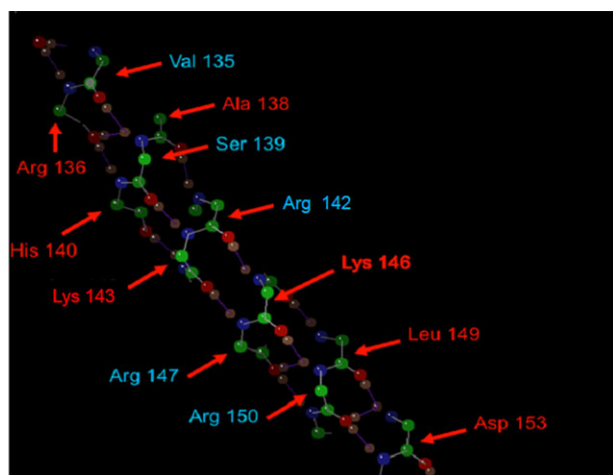 Val 135
Ala 138
Ser 139
Arg 136
Arg 142
His 140
Lys 146
Lys 143
Leu 149
Arg 147
Arg 150
Asp 153